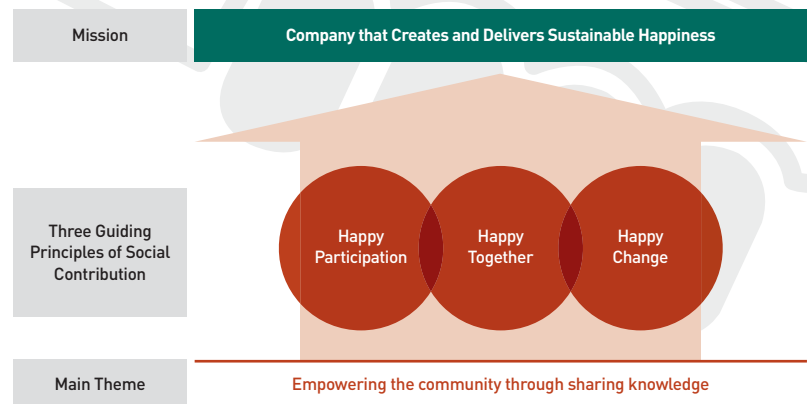 Mission
Company that Creates and Delivers Sustainable Happiness
Three Guiding
Principles of Social
Contribution
Happy
Participation
Happy
Together
Happy
Change
Main Theme
Empowering the community through sharing knowledge